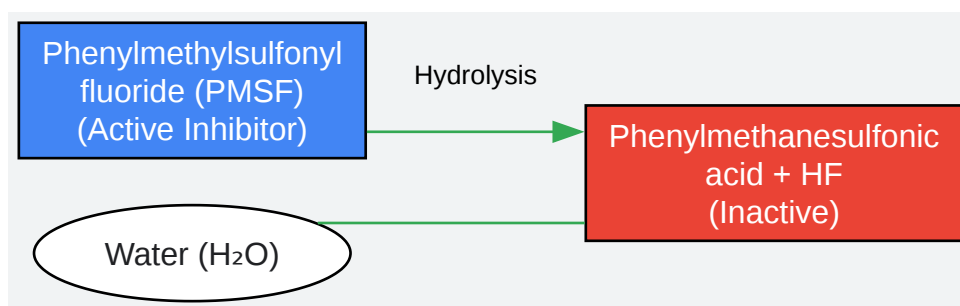 Phenylmethylsulfonyl
fluoride (PMSF)
(Active Inhibitor)
Hydrolysis
Phenylmethanesulfonic
acid + HF
(Inactive)
Water (H₂O)